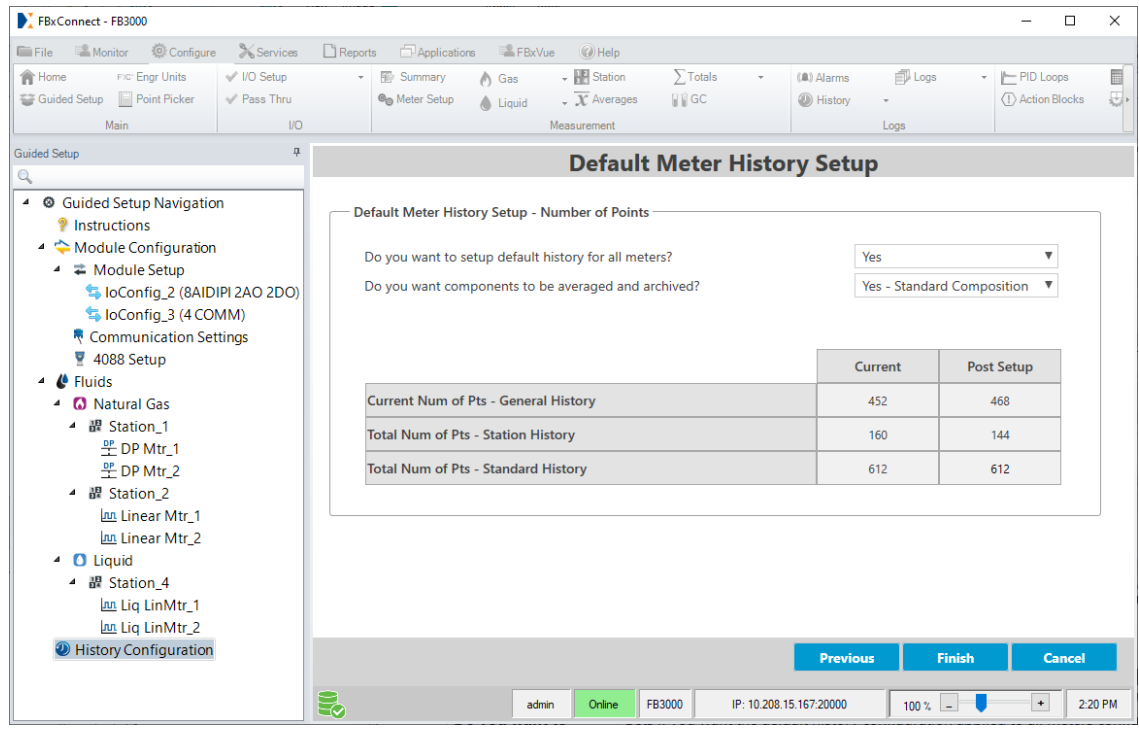 FBxConnect - FB3000
File Monitor Configure Services Reports Applications FBxVue Help
Home Engr Units I/O Setup Summary Gas Station Totals Alarms Logs PID Loops
Guided Setup Point Picker Pass Thru Meter Setup Liquid Averages GC History Action Blocks
Main I/O Measurement Logs
Guided Setup
Guided Setup Navigation
Instructions
Module Configuration
Module Setup
IoConfig_2 (8AIDIPI 2AO 2DO)
IoConfig_3 (4 COMM)
Communication Settings
4088 Setup
Fluids
Natural Gas
Station_1
DP DP Mtr_1
DP DP Mtr_2
Station_2
Linear Mtr_1
Linear Mtr_2
Liquid
Station_4
Liq LinMtr_1
Liq LinMtr_2
History Configuration
Default Meter History Setup
Default Meter History Setup - Number of Points
Do you want to setup default history for all meters? Yes
Do you want components to be averaged and archived? Yes - Standard Composition
Current Post Setup
Current Num of Pts - General History 452 468
Total Num of Pts - Station History 160 144
Total Num of Pts - Standard History 612 612
Previous Finish Cancel
admin Online FB3000 IP: 10.208.15.167:20000 100 % - + 2:20 PM